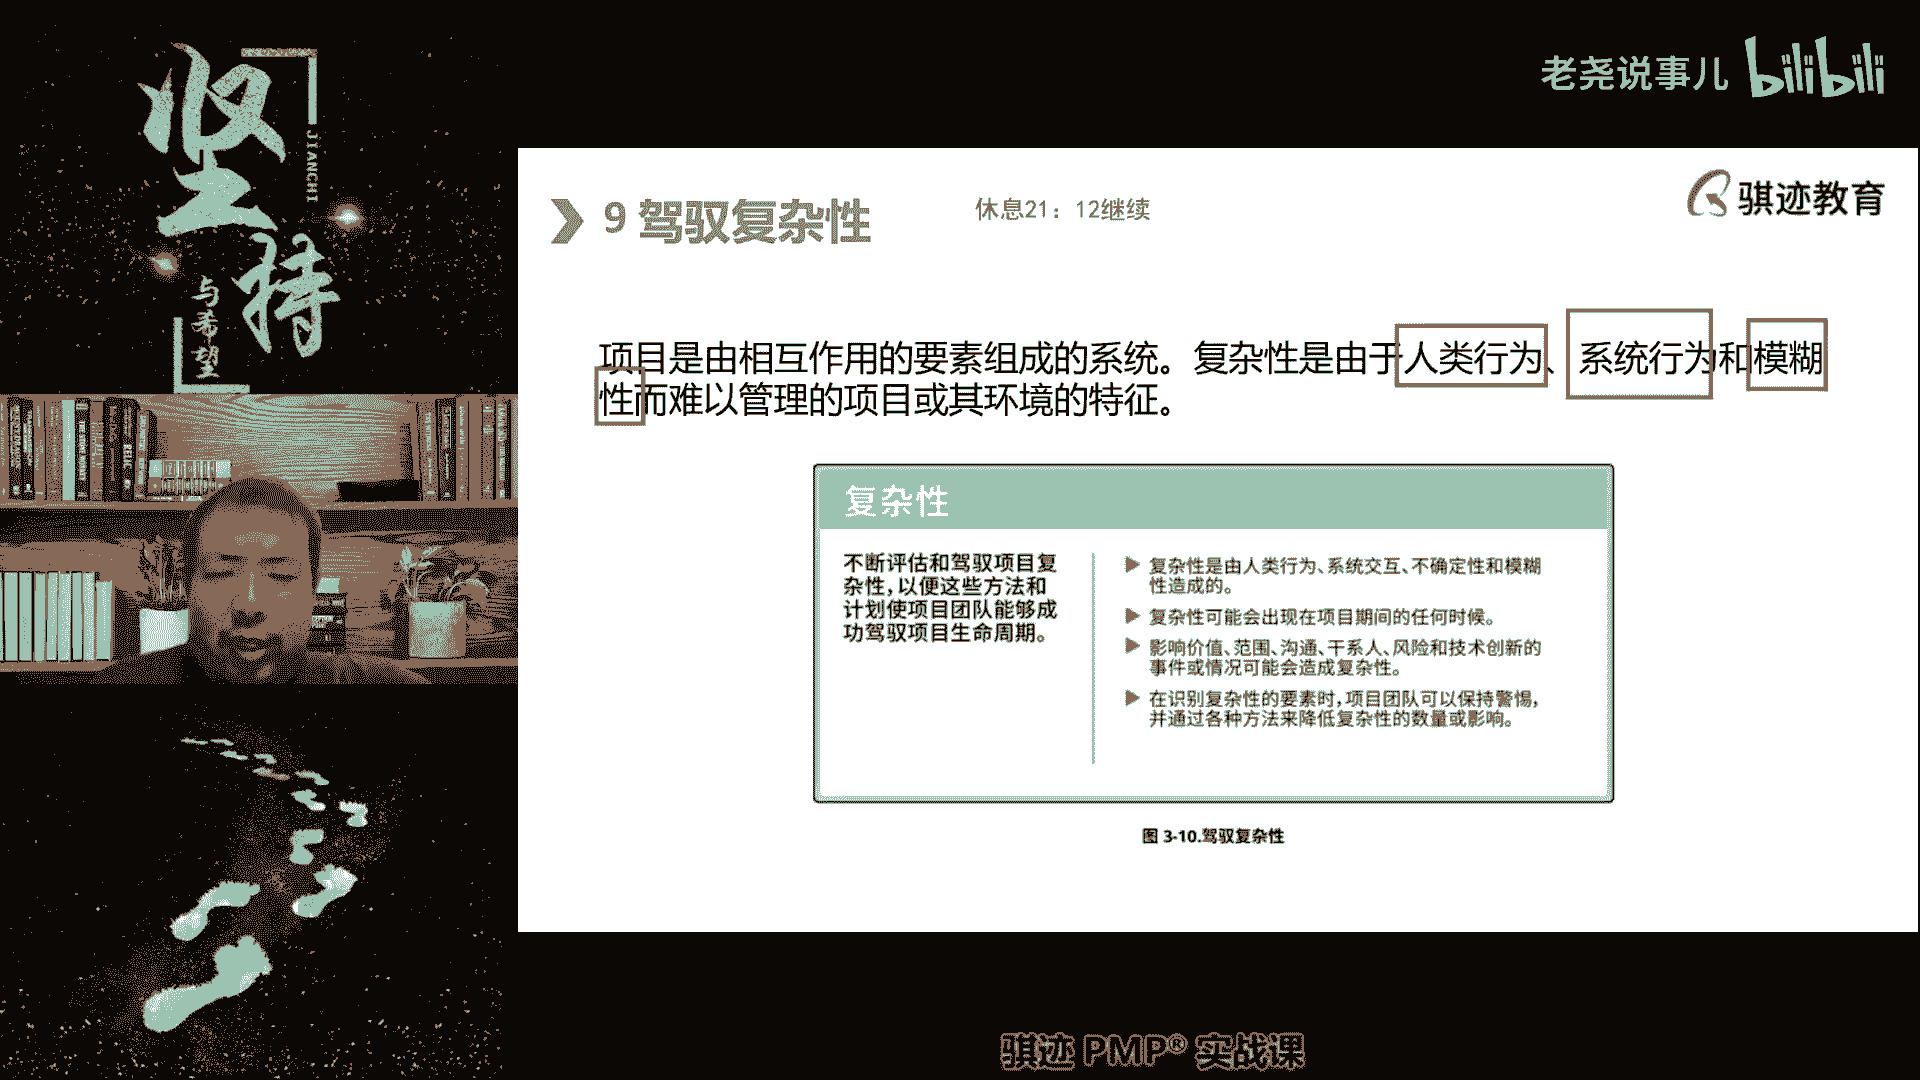 坚持
JIANCHI
与希望
老尧说事儿 bilibili
9 驾驭复杂性
休息21：12继续
骐迹教育
项目是由相互作用的要素组成的系统。复杂性是由于人类行为、系统行为和模糊
性而难以管理的项目或其环境的特征。
复杂性
不断评估和驾驭项目复
杂性，以便这些方法和
计划使项目团队能够成
功驾驭项目生命周期。
▶ 复杂性是由人类行为、系统交互、不确定性和模糊
性造成的。
▶ 复杂性可能会出现在项目期间的任何时候。
▶ 影响价值、范围、沟通、干系人、风险和技术创新的
事件或情况可能会造成复杂性。
▶ 在识别复杂性的要素时，项目团队可以保持警惕，
并通过各种方法来降低复杂性的数量或影响。
图 3-10.驾驭复杂性
骐迹 PMP® 实战课